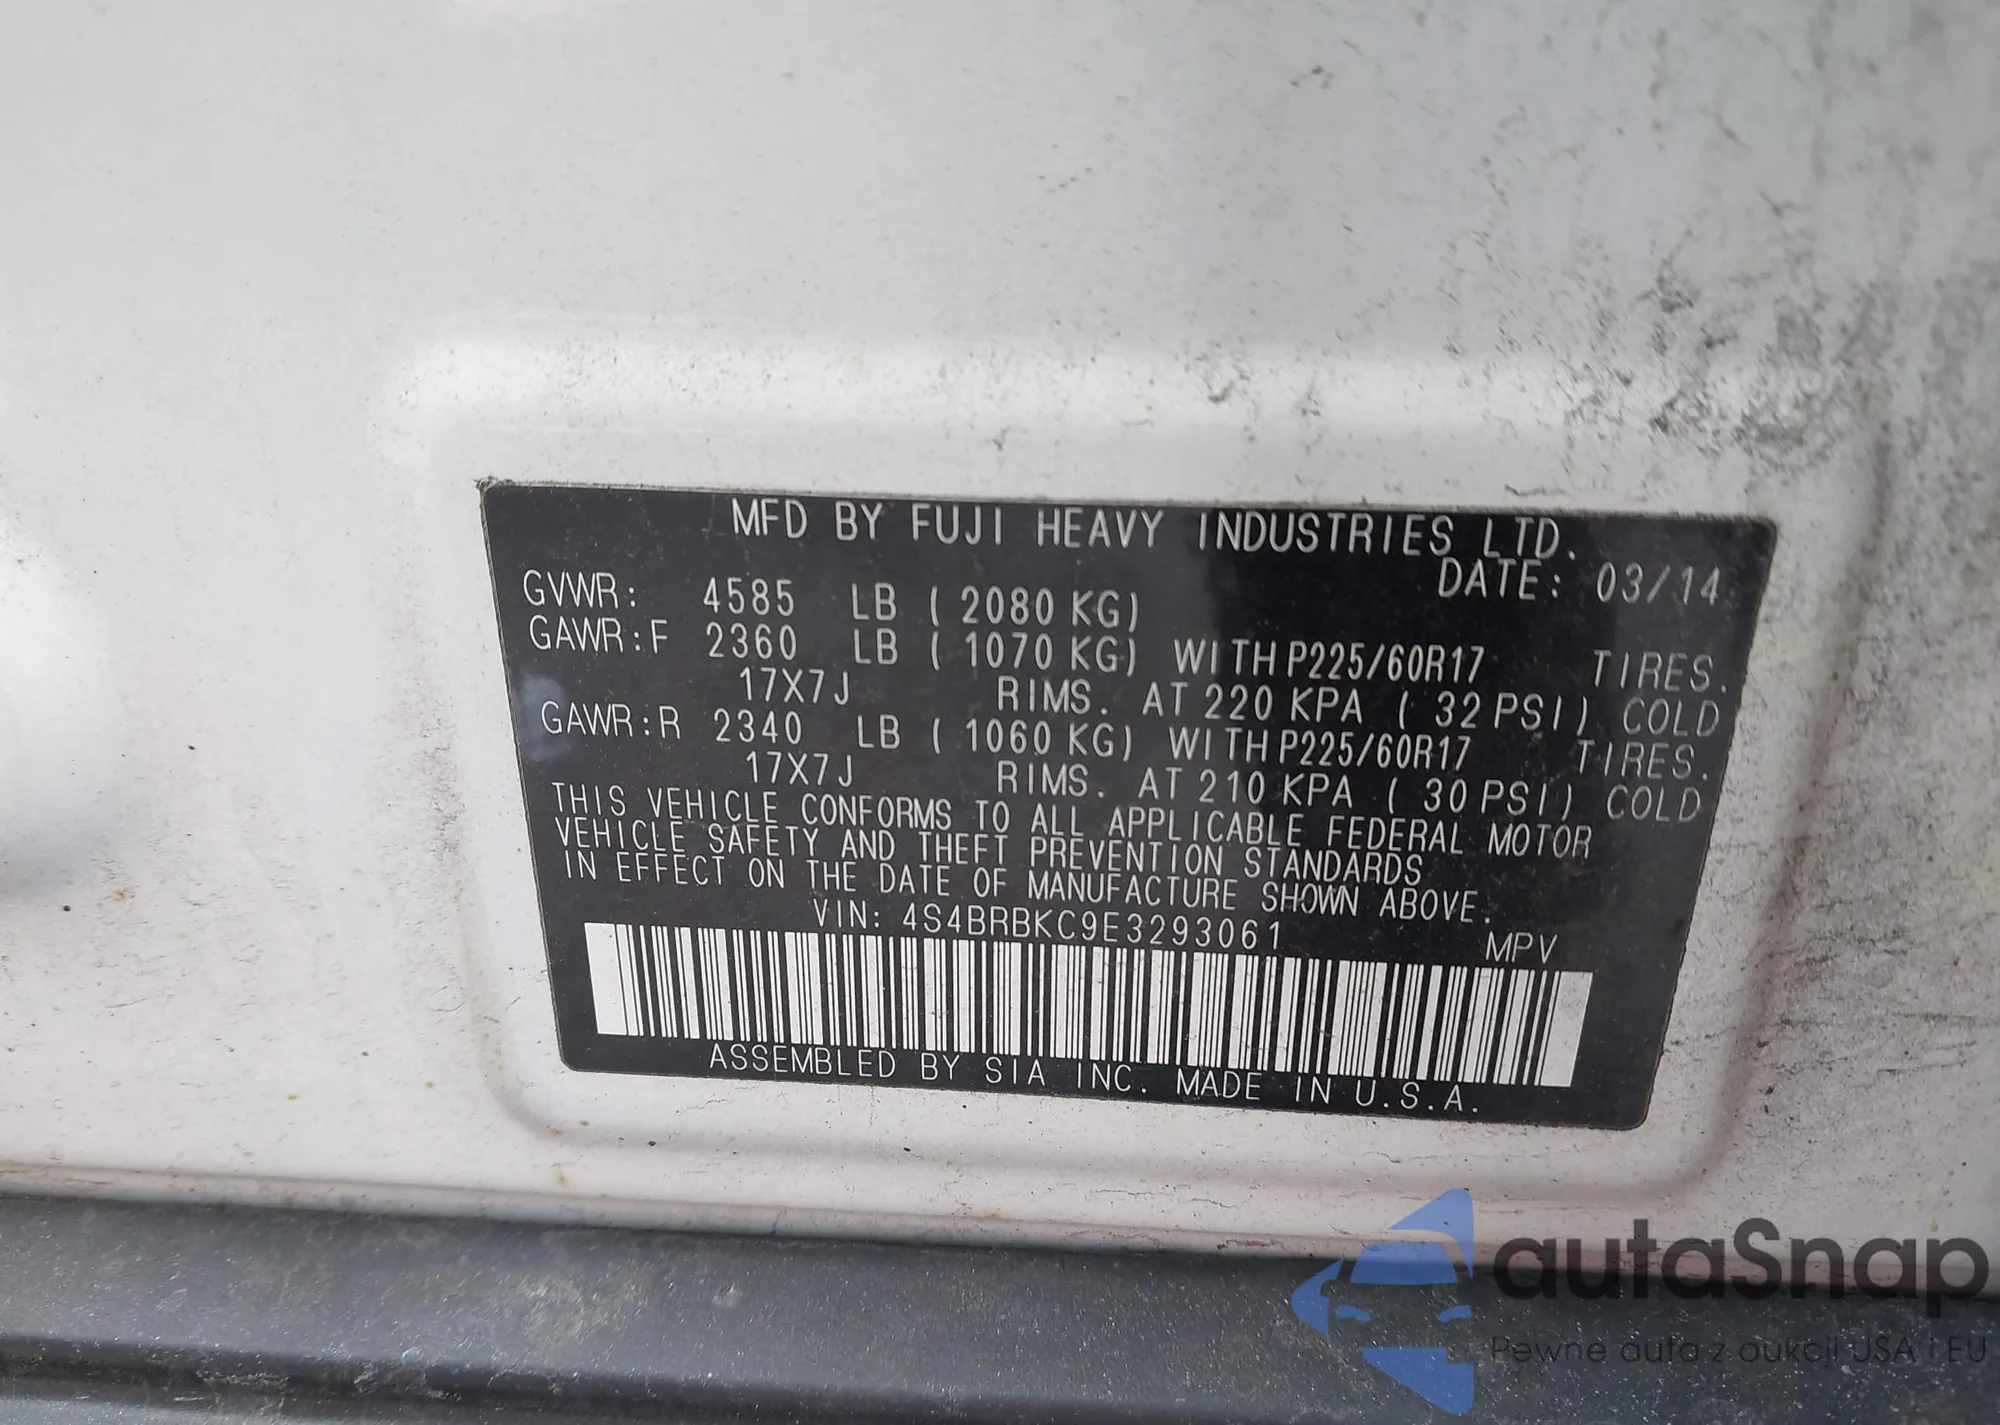 MFD BY FUJI HEAVY INDUSTRIES LTD.
DATE: 03/14
GVWR: 4585 LB ( 2080 KG)
GAWR:F 2360 LB ( 1070 KG) WITH P225/60R17 TIRES.
17X7J RIMS. AT 220 KPA ( 32 PSI) COLD
GAWR:R 2340 LB ( 1060 KG) WITH P225/60R17 TIRES.
17X7J RIMS. AT 210 KPA ( 30 PSI) COLD
THIS VEHICLE CONFORMS TO ALL APPLICABLE FEDERAL MOTOR
VEHICLE SAFETY AND THEFT PREVENTION STANDARDS
IN EFFECT ON THE DATE OF MANUFACTURE SHOWN ABOVE.
VIN: 4S4BRBKC9E3293061 MPV
ASSEMBLED BY SIA INC. MADE IN U.S.A.
autaSnap
Pewne auta z aukcji USA i EU